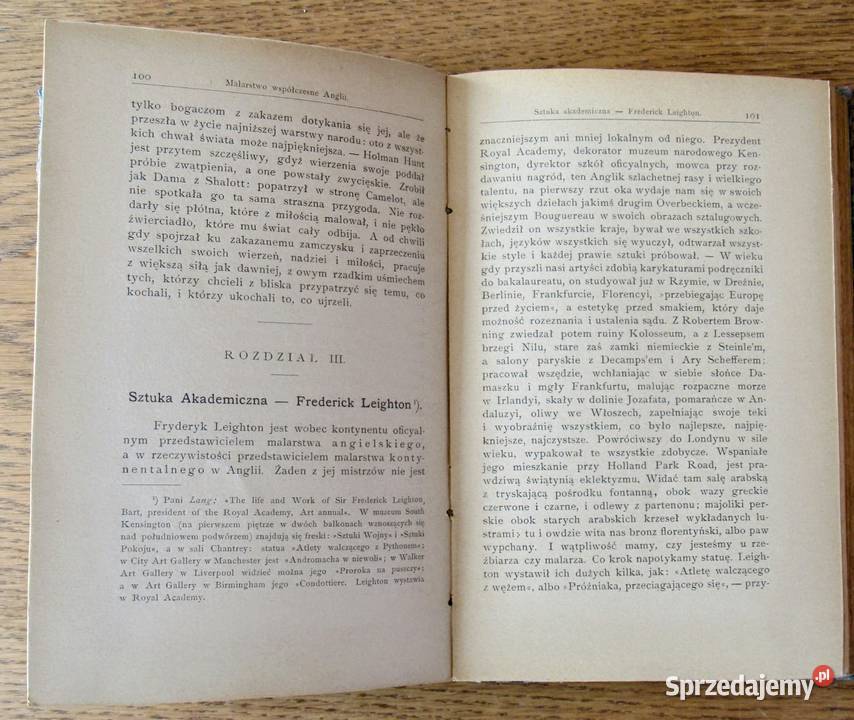 100
Malarstwo współczesne Anglii.
tylko bogaczom z zakazem dotykania się jej, ale że
przeszła w życie najniższej warstwy narodu: oto z wszyst-
kich chwał świata może najpiękniejsza. — Holman Hunt
jest przytem szczęśliwy, gdyż wierzenia swoje poddał
próbie zwątpienia, a one powstały zwycięskie. Zrobił
jak Dama z Shalott: popatrzył w stronę Camelot, ale
nie spotkała go ta sama straszna przygoda. Nie roz-
darły się płótna, które z miłością malował, i nie pękło
zwierciadło, które mu świat cały odbija. A od chwili
gdy spojrzał ku zakazanemu zamczysku i zaprzeczeniu
wszelkich swoich wierzeń, nadziei i miłości, pracuje
z większą siłą jak dawniej, z owym rzadkim uśmiechem
tych, którzy chcieli z bliska przypatrzyć się temu, co
kochali, i którzy ukochali to, co ujrzeli.
ROZDZIAŁ III.
Sztuka Akademiczna — Frederick Leighton ¹).
Fryderyk Leighton jest wobec kontynentu oficyal-
nym przedstawicielem malarstwa angielskiego,
a w rzeczywistości przedstawicielem malarstwa konty-
nentalnego w Anglii. Żaden z jej mistrzów nie jest
¹) Pani Lang: »The life and Work of Sir Frederick Leighton,
Bart, president of the Royal Academy, Art annual«. W muzeum South
Kensington (na pierwszem piętrze w dwóch balkonach wznoszących się
nad południowem podwórzem) znajdują się freski: »Sztuki Wojny« i »Sztuki
Pokoju«, a w sali Chantrey: statua »Atlety walczącego z Pythonem«;
w City Art Gallery w Manchester jest »Andromacha w niewoli«; w Walker
Art Gallery w Liverpool widzieć można jego »Proroka na puszczy«;
a w Art Gallery w Birmingham jego »Condottiere. Leighton wystawia
w Royal Academy.
Sztuka akademiczna — Frederick Leighton.
101
znaczniejszym ani mniej lokalnym od niego. Prezydent
Royal Academy, dekorator muzeum narodowego Ken-
sington, dyrektor szkół oficyalnych, mowca przy roz-
dawaniu nagród, ten Anglik szlachetnej rasy i wielkiego
talentu, na pierwszy rzut oka wydaje nam się w swoich
większych dziełach jakimś drugim Overbeckiem, a wcze-
śniejszym Bouguereau w swoich obrazach sztalugowych.
Zwiedził on wszystkie kraje, bywał we wszystkich szko-
łach, języków wszystkich się wyuczył, odtwarzał wszyst-
kie style i każdej prawie sztuki próbował. — W wieku
gdy przyszli nasi artyści zdobią karykaturami podręczniki
do bakalaureatu, on studyował już w Rzymie, w Dreźnie,
Berlinie, Frankfurcie, Florencyi, »przebiegając Europę
przed życiem«, a estetykę przed smakiem, który daje
możność rozeznania i ustalenia sądu. Z Robertem Brow-
ning zwiedzał potem ruiny Kolosseum, a z Lessepsem
brzegi Nilu, stare zaś zamki niemieckie z Steinle'm,
a salony paryskie z Decamps'em i Ary Schefferem;
pracował wszędzie, wchłaniając w siebie słońce Da-
maszku i mgły Frankfurtu, malując rozpaczne morze
w Irlandyi, skały w dolinie Jozafata, pomarańcze w An-
daluzyi, oliwy we Włoszech, zapełniając swoje teki
i wyobraźnię wszystkiem, co było najlepsze, najpię-
kniejsze, najczystsze. Powróciwszy do Londynu w sile
wieku, wypakował te wszystkie zdobycze. Wspaniałe
jego mieszkanie przy Holland Park Road, jest praw-
dziwą świątynią eklektyzmu. Widać tam salę arabską
z tryskającą pośrodku fontanną, obok wazy greckie
czerwone i czarne, i odlewy z partenonu; majoliki per-
skie obok starych arabskich krzeseł wykładanych lu-
strami; tu i owdzie wita nas bronz florentyński, albo paw
wypchany. I wątpliwość mamy, czy jesteśmy u rze-
źbiarza czy malarza. Co krok napotykamy statuę. Leigh-
ton wystawił ich dużych kilka, jak: »Atletę walczącego
z wężem«, albo »Próżniaka, przeciągającego się«, — przy-
Sprzedajemy.pl